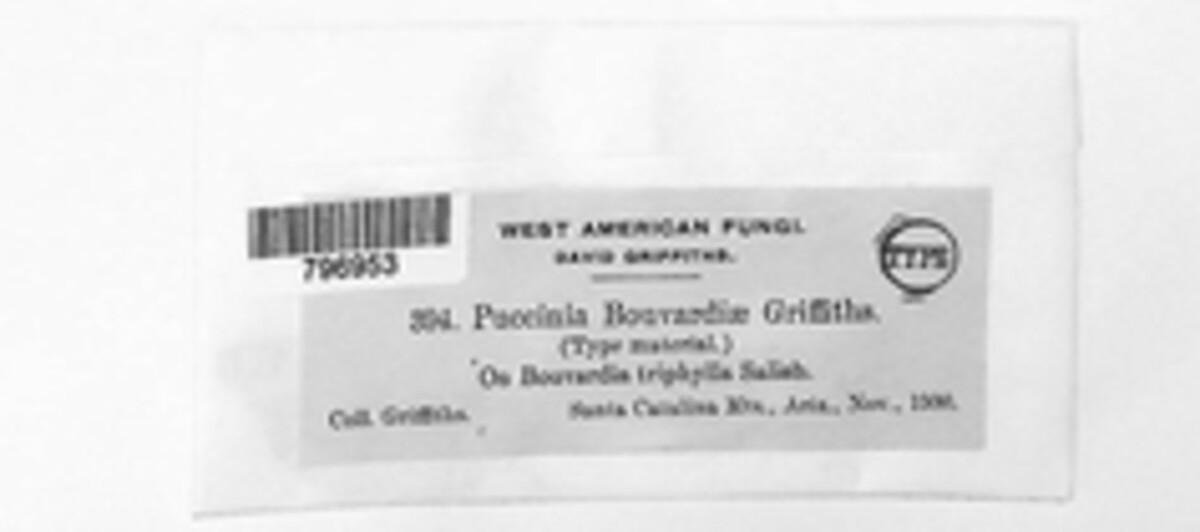 WEST AMERICAN FUNGI.
DAVID GRIFFITHS.
TYPE
796953
394. Puccinia Bouvardiæ Griffiths.
(Type material.)
On Bouvardia triphylla Salisb.
Coll. Griffiths. Santa Catalina Mts., Ariz., Nov.,